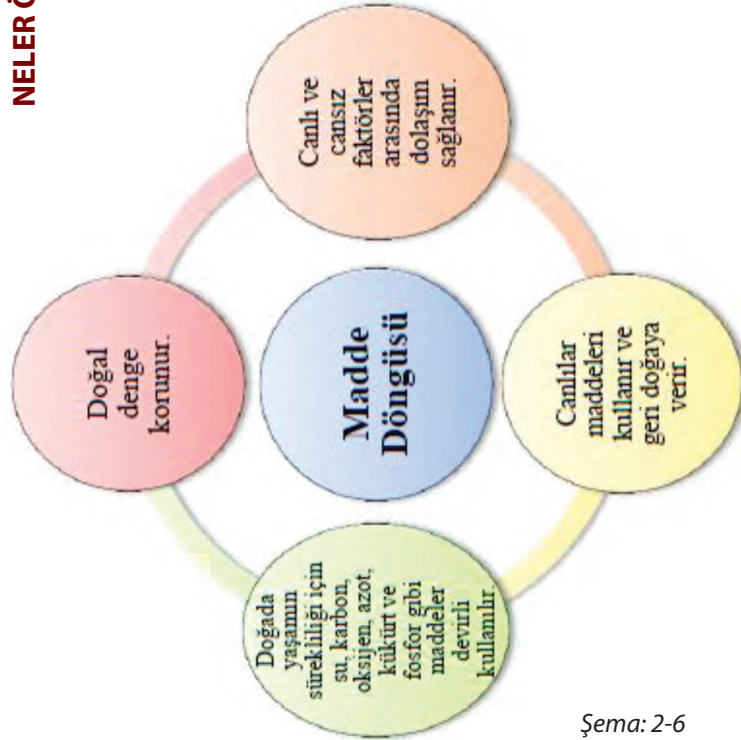 NELER Ö
Doğal
denge
korunur.
Canlı ve
cansız
faktörler
arasında
dolaşım
sağlanır.
Madde
Döngüsü
Canlılar
maddeleri
kullanır ve
geri doğaya
verir.
Doğada
yaşamın
sürekliliği için
su, karbon,
oksijen, azot,
kükürt ve
fosfor gibi
maddeler
devirli
kullanılır.
Şema: 2-6